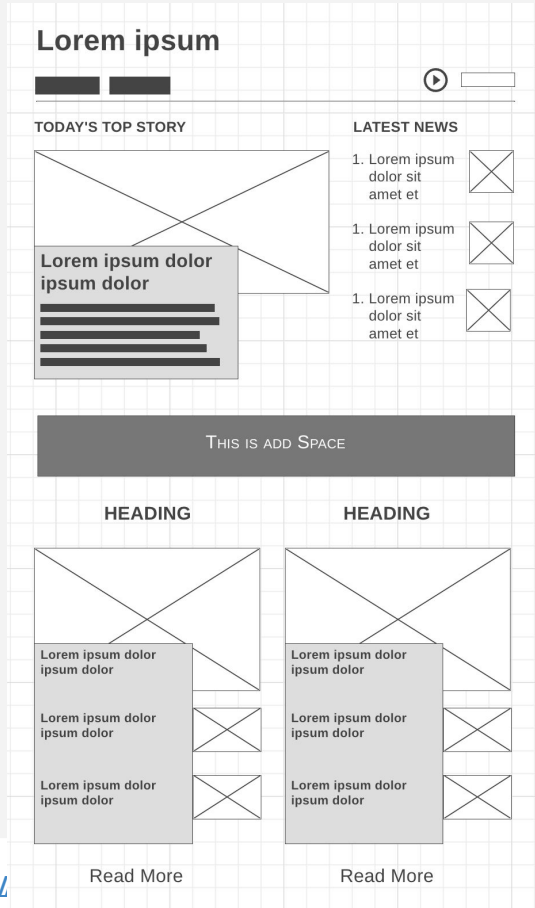 Lorem ipsum
TODAY'S TOP STORY
Lorem ipsum dolor
ipsum dolor
LATEST NEWS
1. Lorem ipsum
dolor sit
amet et
1. Lorem ipsum
dolor sit
amet et
1. Lorem ipsum
dolor sit
amet et
This is add Space
HEADING
Lorem ipsum dolor
ipsum dolor
Lorem ipsum dolor
ipsum dolor
Lorem ipsum dolor
ipsum dolor
Read More
HEADING
Lorem ipsum dolor
ipsum dolor
Lorem ipsum dolor
ipsum dolor
Lorem ipsum dolor
ipsum dolor
Read More